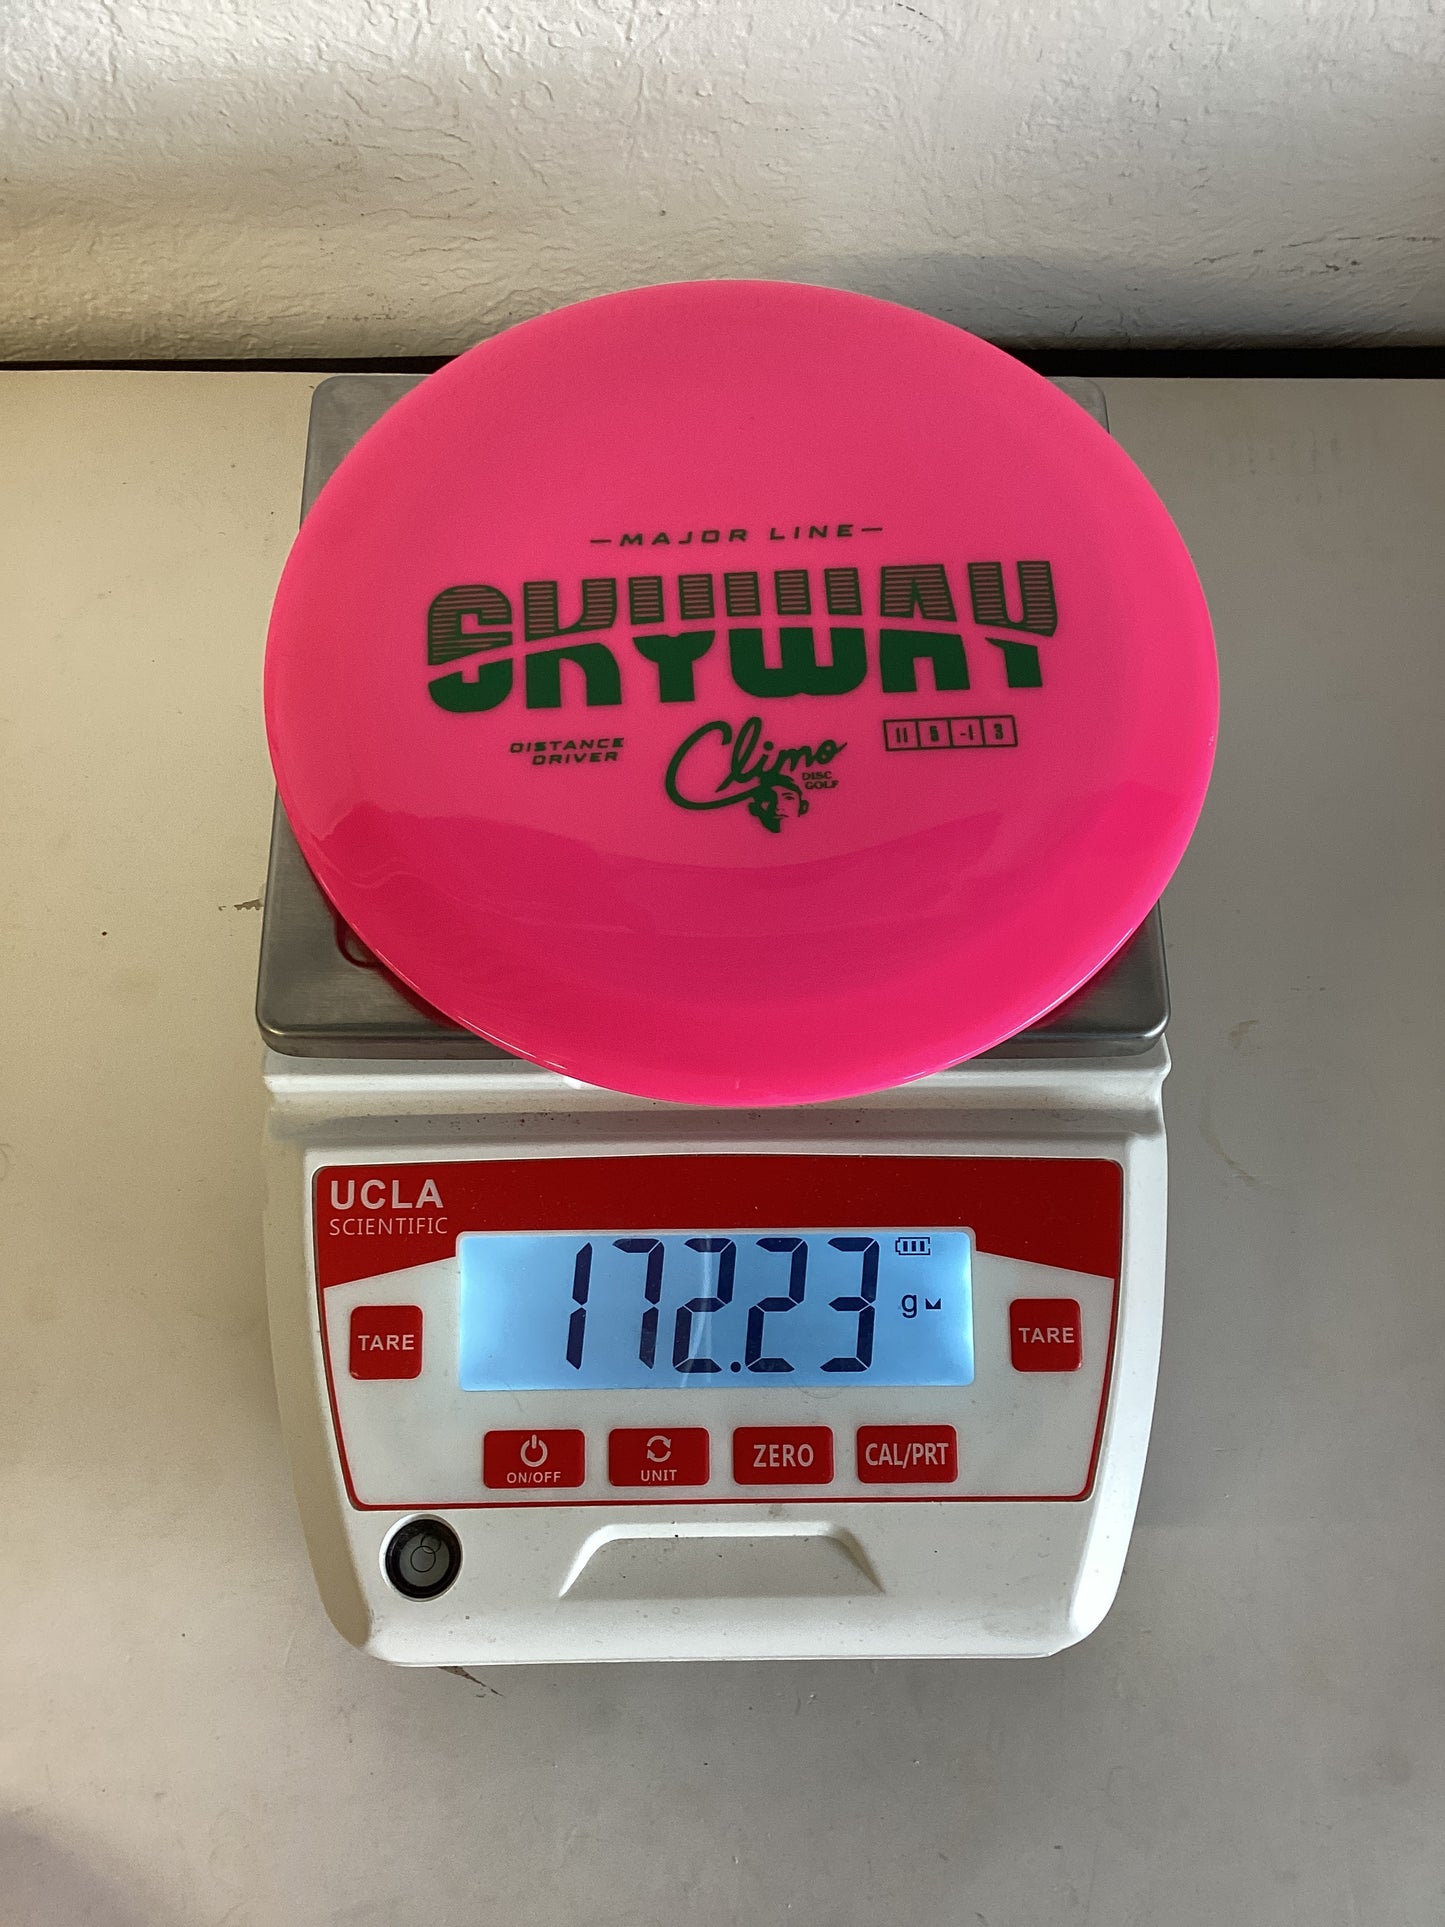 —MAJOR LINE—
SKYWAY
DISTANCE
DRIVER
Climo
DISC
GOLF
11 6 -1 3
UCLA
SCIENTIFIC
172.23
g
TARE
TARE
ON/OFF
UNIT
ZERO
CAL/PRT